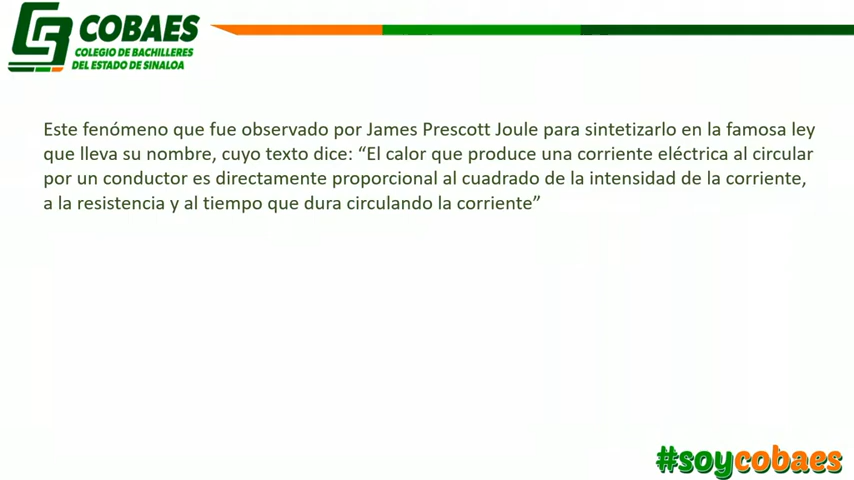 COBAES
COLEGIO DE BACHILLERES
DEL ESTADO DE SINALOA
Este fenómeno que fue observado por James Prescott Joule para sintetizarlo en la famosa ley
que lleva su nombre, cuyo texto dice: “El calor que produce una corriente eléctrica al circular
por un conductor es directamente proporcional al cuadrado de la intensidad de la corriente,
a la resistencia y al tiempo que dura circulando la corriente”
#soycobaes